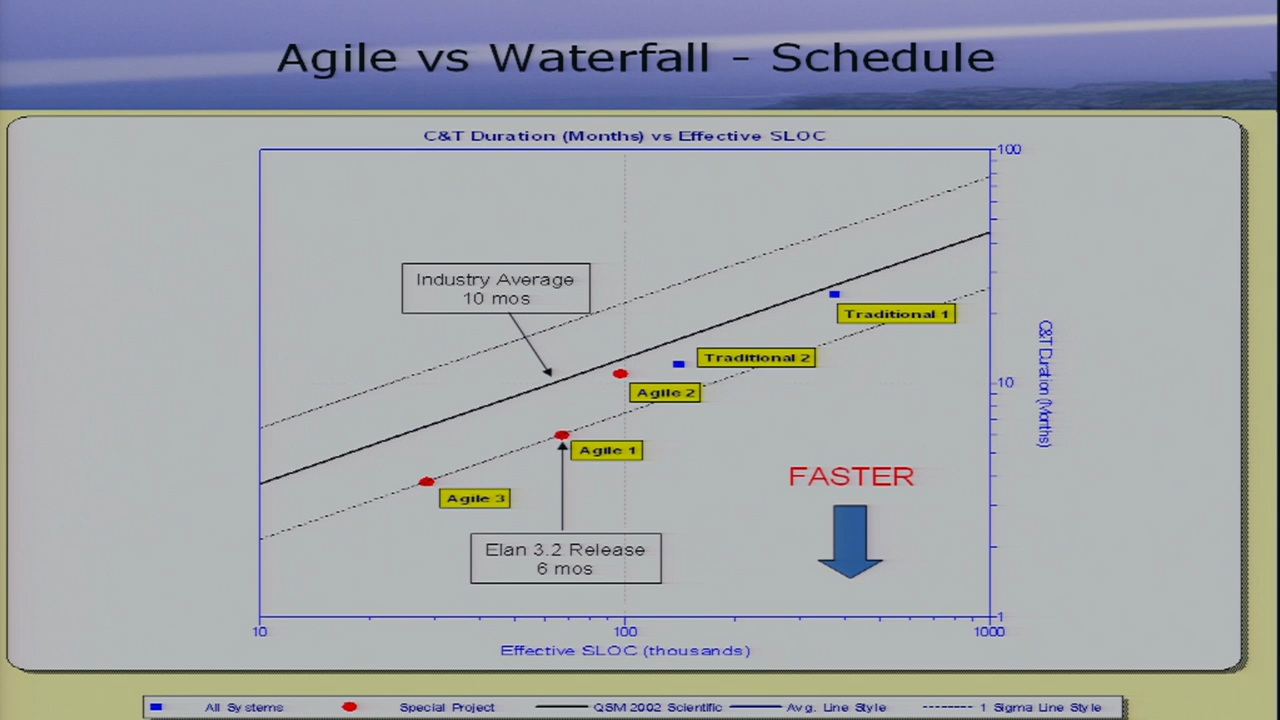 Agile vs Waterfall - Schedule
C&T Duration (Months) vs Effective SLOC
100
Industry Average
10 mos
Traditional 1
Traditional 2
10
Agile 2
C&T Duration (Months)
Agile 1
FASTER
Agile 3
Elan 3.2 Release
6 mos
1
10
100
1000
Effective SLOC (thousands)
All Systems
Special Project
QSM 2002 Scientific
Avg. Line Style
1 Sigma Line Style